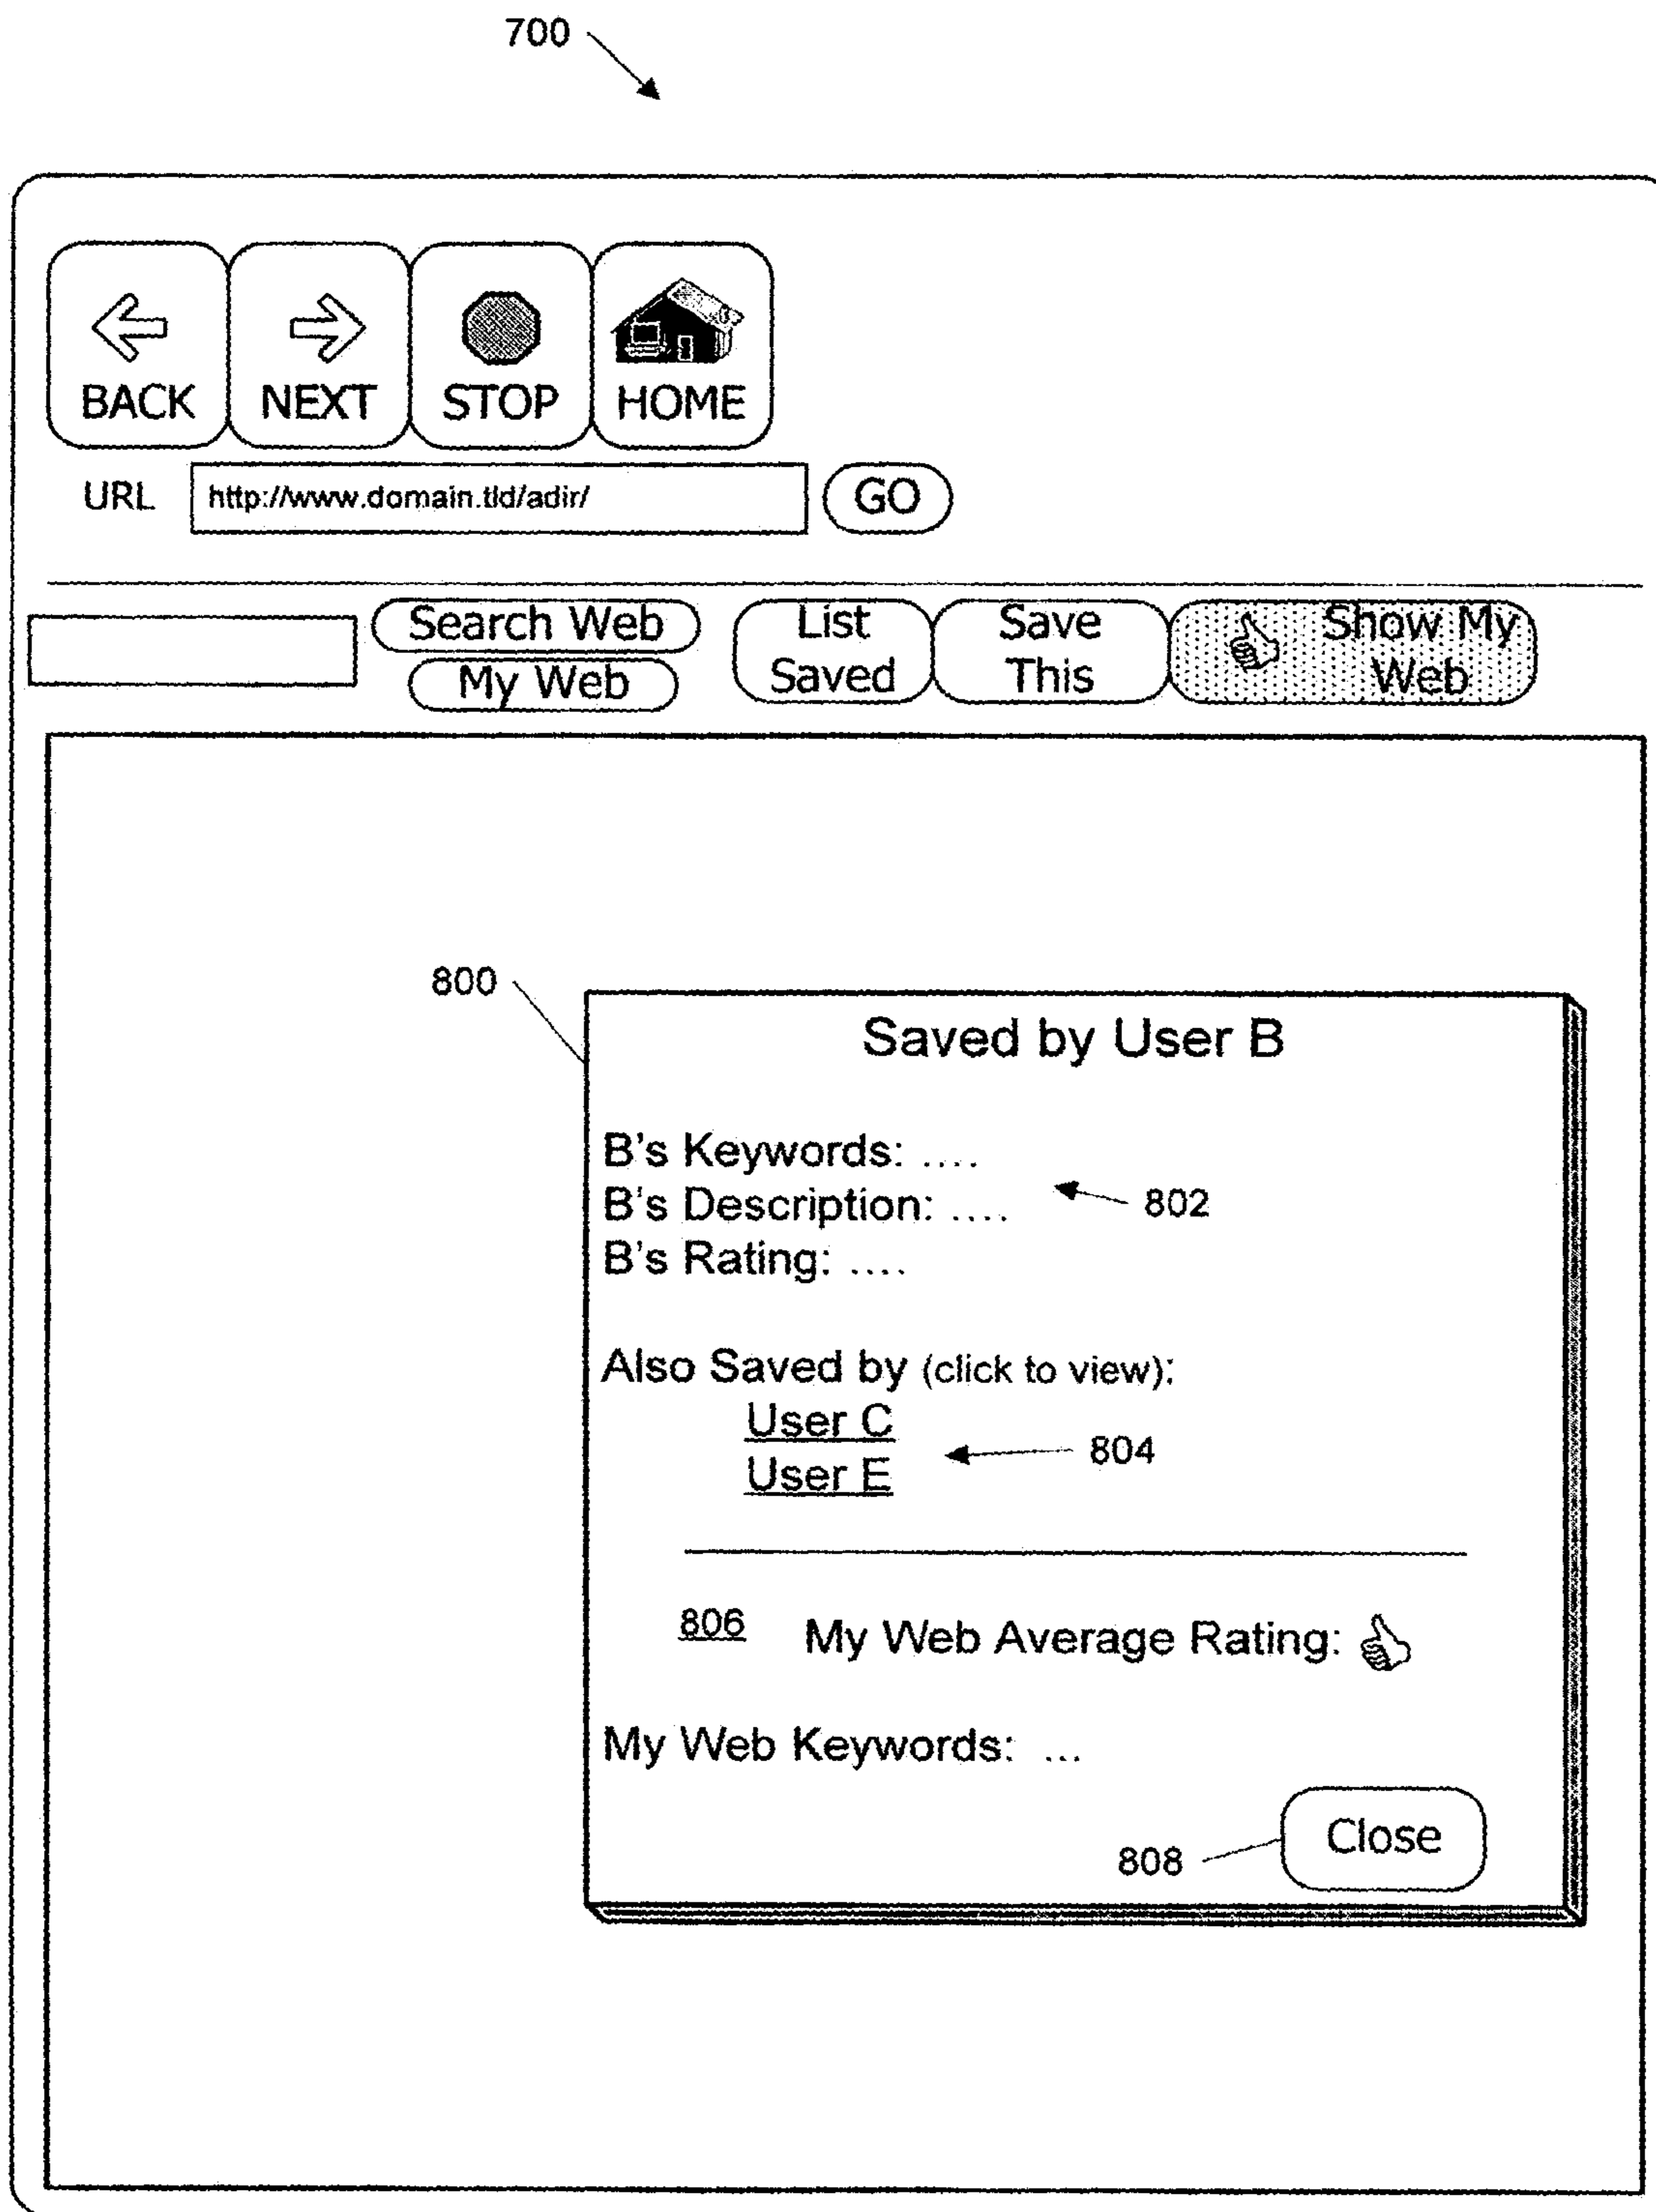 700
BACK NEXT STOP HOME
URL http://www.domain.tld/adir/ GO
Search Web
My Web
List
Saved
Save
This
Show My
Web
800
Saved by User B
B's Keywords: ....
B's Description: ....
802
B's Rating: ....
Also Saved by (click to view):
User C
804
User E
806 My Web Average Rating:
My Web Keywords: ...
808 Close